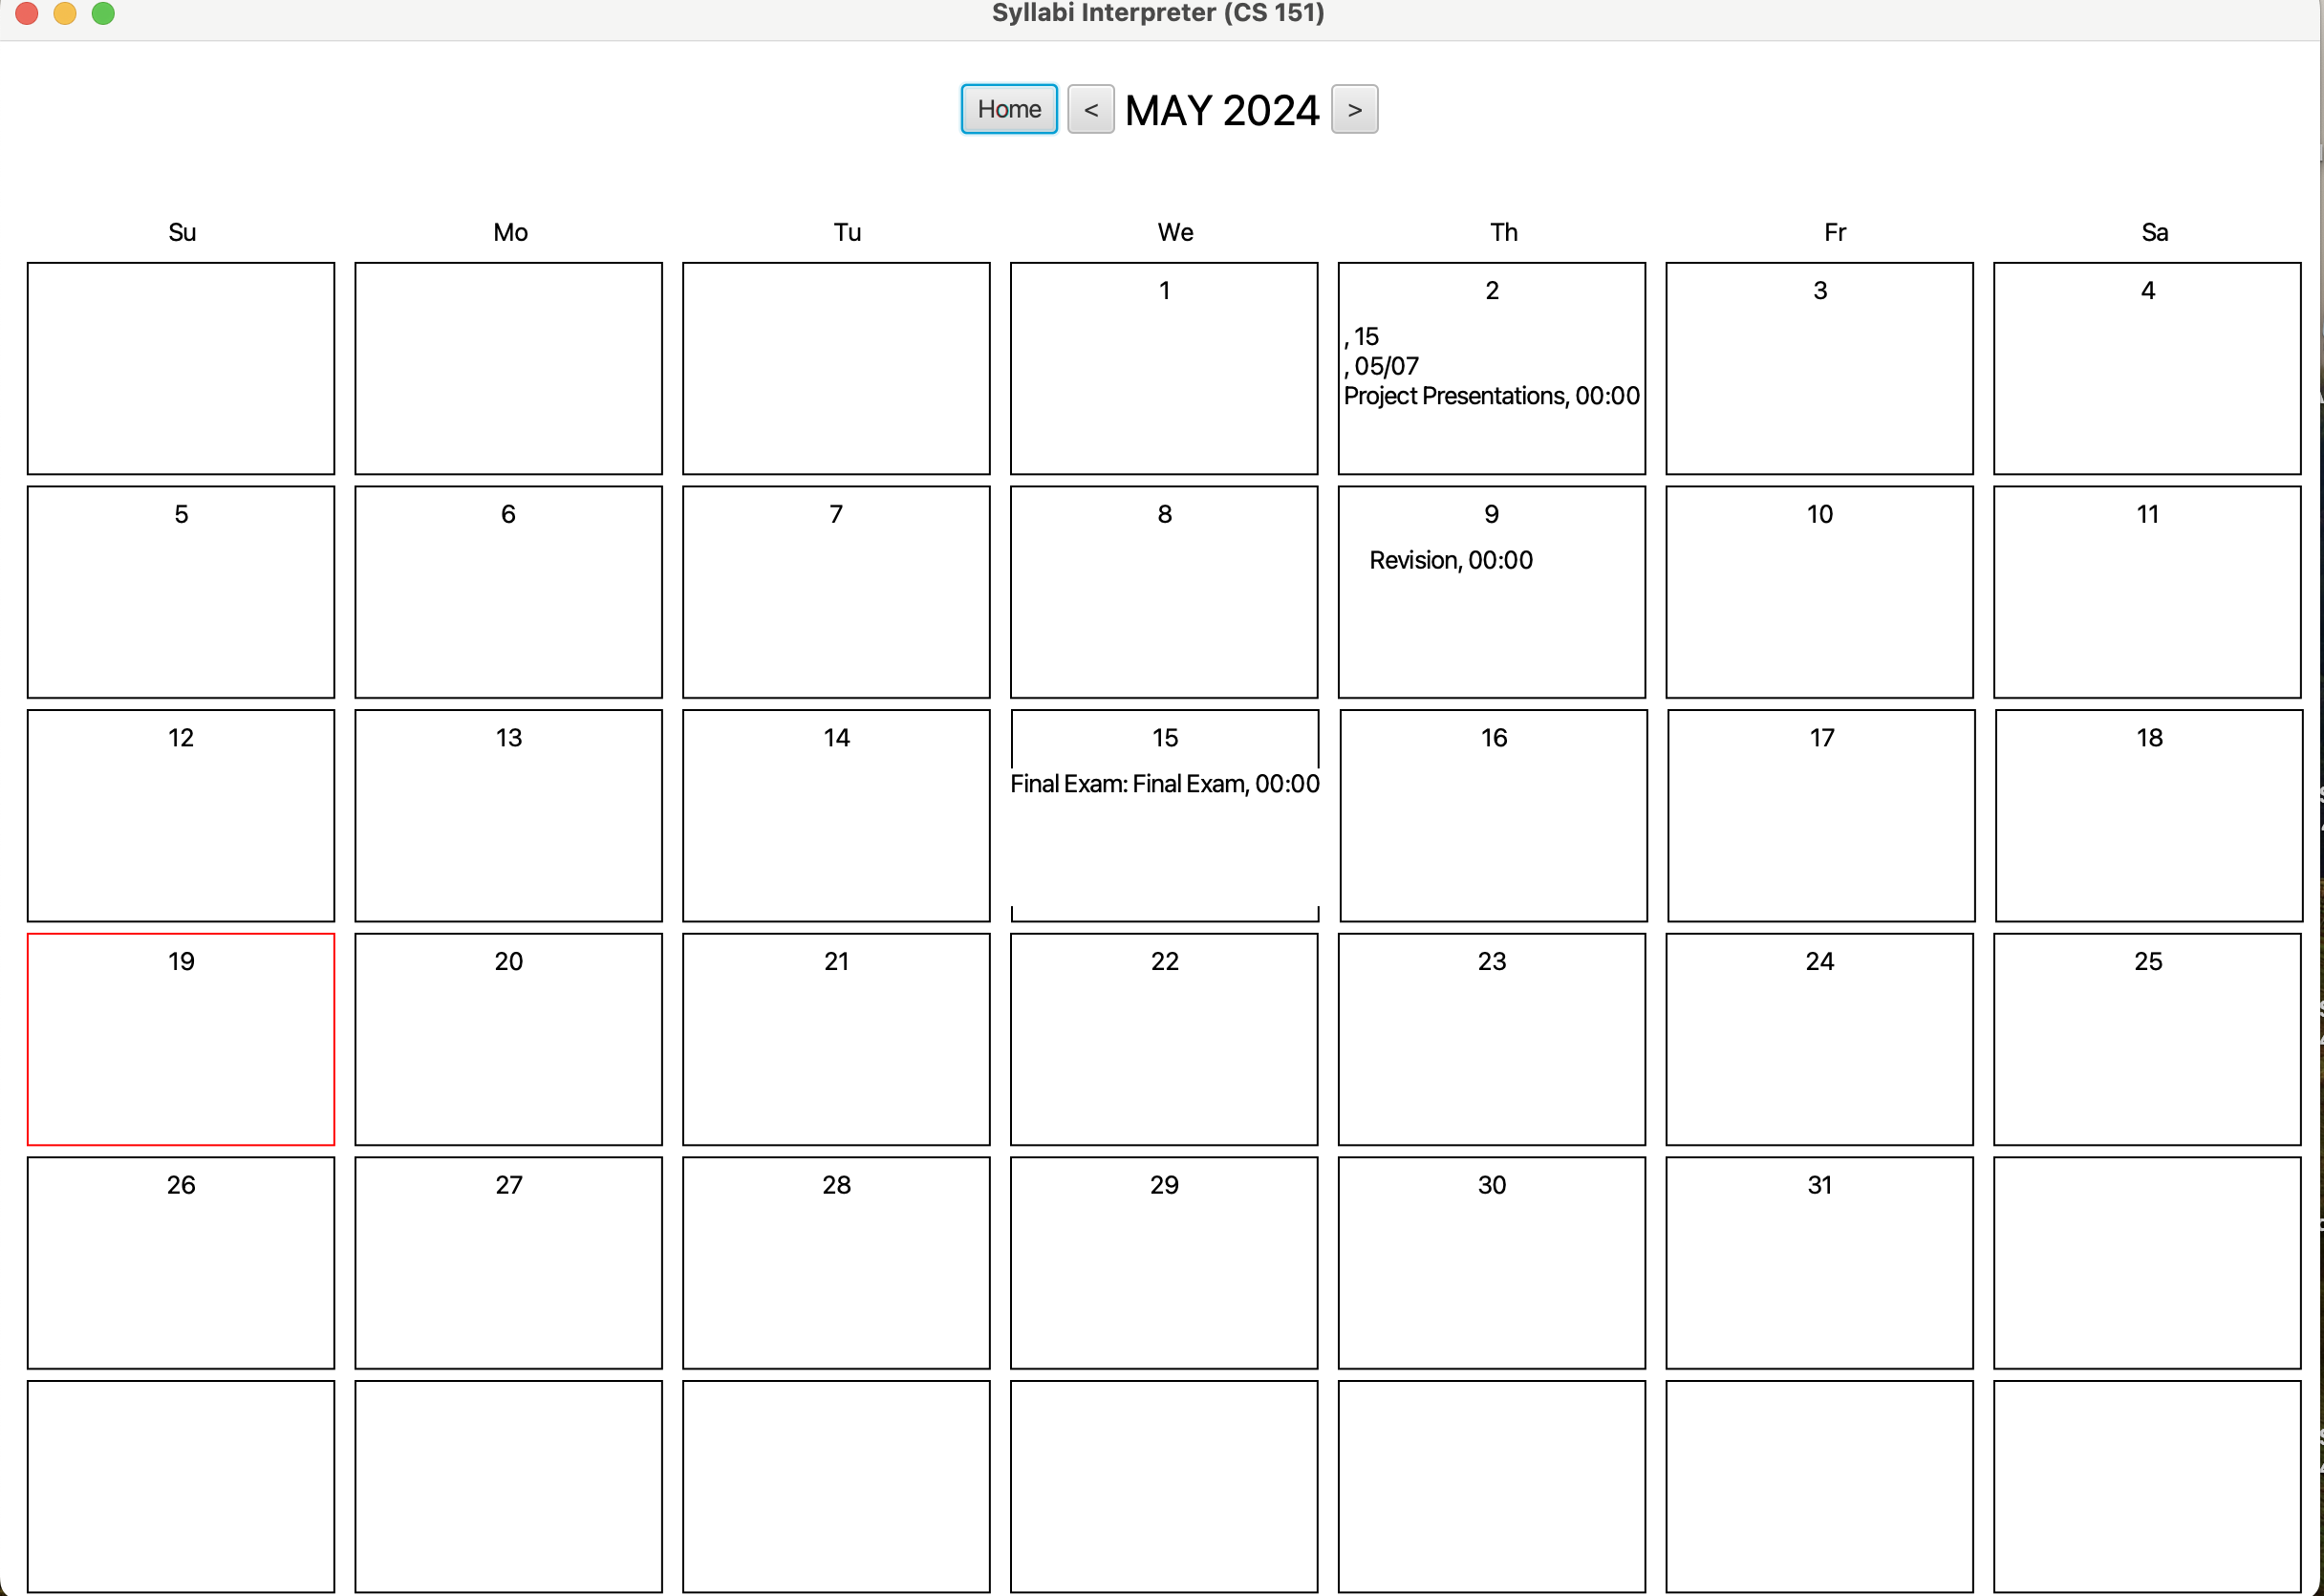 Syllabi Interpreter (CS 151)
Home < MAY 2024 >
Su Mo Tu We Th Fr Sa
1 2 3 4
, 15
, 05/07
Project Presentations, 00:00
5 6 7 8 9 10 11
Revision, 00:00
12 13 14 15 16 17 18
Final Exam: Final Exam, 00:00
19 20 21 22 23 24 25
26 27 28 29 30 31